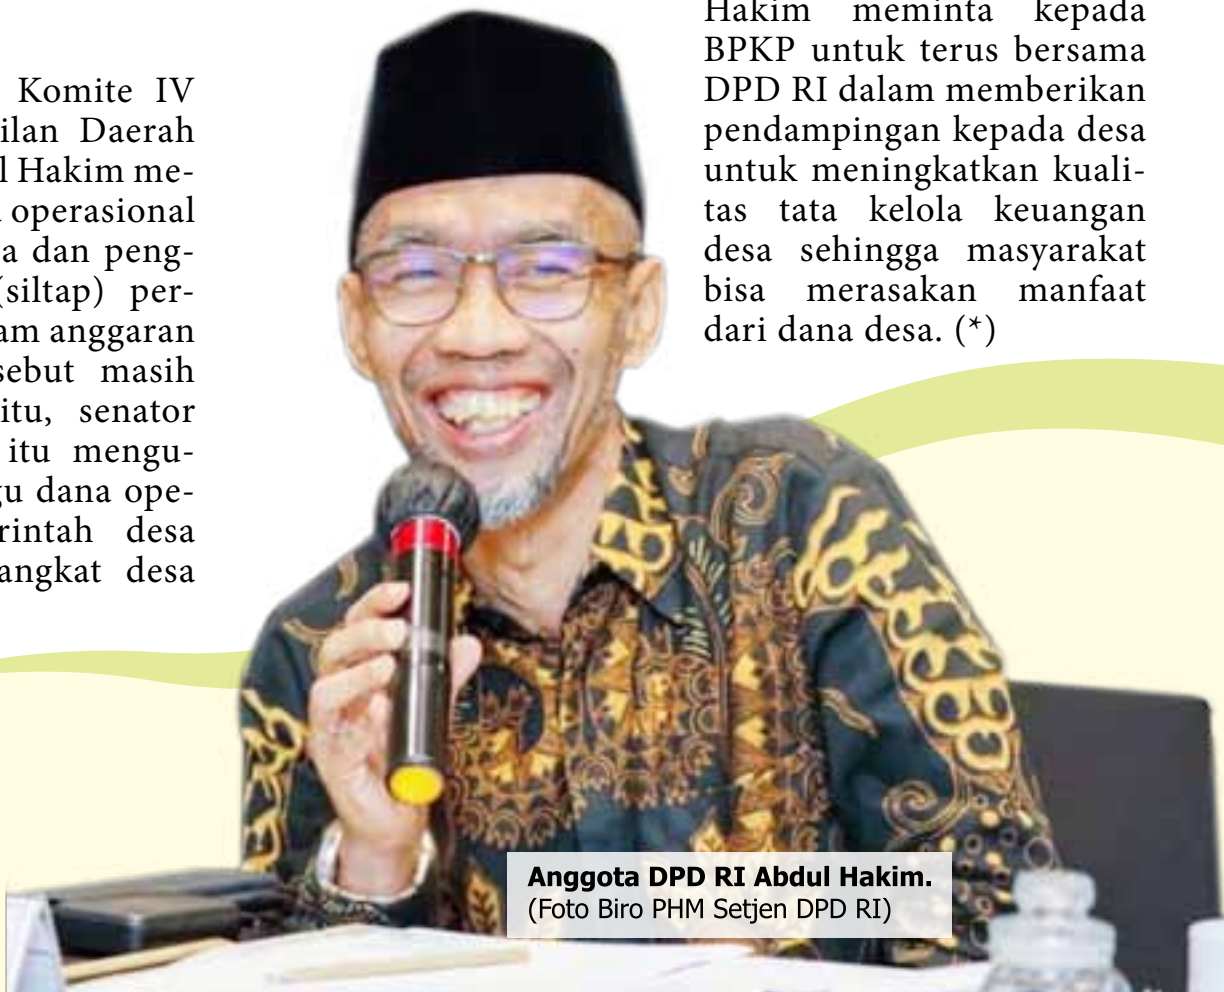 Komite IV
ilan Daerah
l Hakim me-
operasional
a dan peng-
(siltap) per-
am anggaran
sebut masih
itu, senator
itu mengu-
gu dana ope-
rintah desa
angkat desa
Hakim meminta kepada
BPKP untuk terus bersama
DPD RI dalam memberikan
pendampingan kepada desa
untuk meningkatkan kuali-
tas tata kelola keuangan
desa sehingga masyarakat
bisa merasakan manfaat
dari dana desa. (*)
Anggota DPD RI Abdul Hakim.
(Foto Biro PHM Setjen DPD RI)